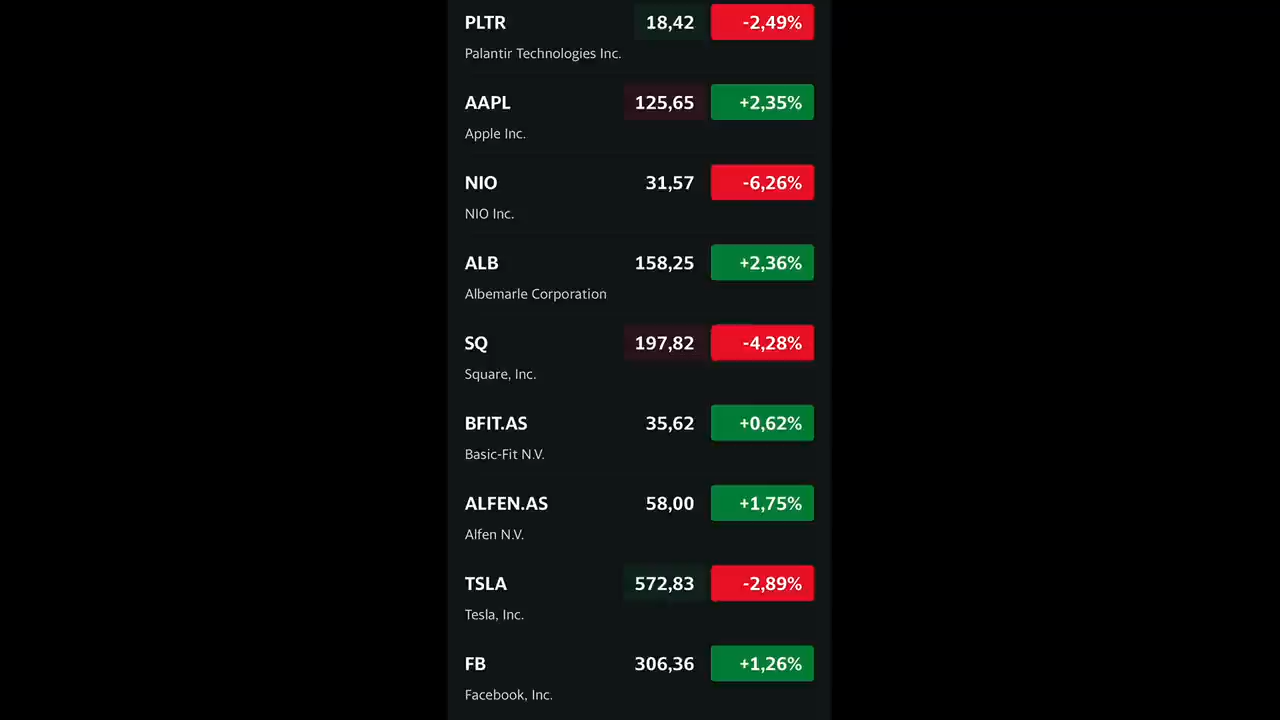 PLTR 18,42 -2,49%
Palantir Technologies Inc.
AAPL 125,65 +2,35%
Apple Inc.
NIO 31,57 -6,26%
NIO Inc.
ALB 158,25 +2,36%
Albemarle Corporation
SQ 197,82 -4,28%
Square, Inc.
BFIT.AS 35,62 +0,62%
Basic-Fit N.V.
ALFEN.AS 58,00 +1,75%
Alfen N.V.
TSLA 572,83 -2,89%
Tesla, Inc.
FB 306,36 +1,26%
Facebook, Inc.